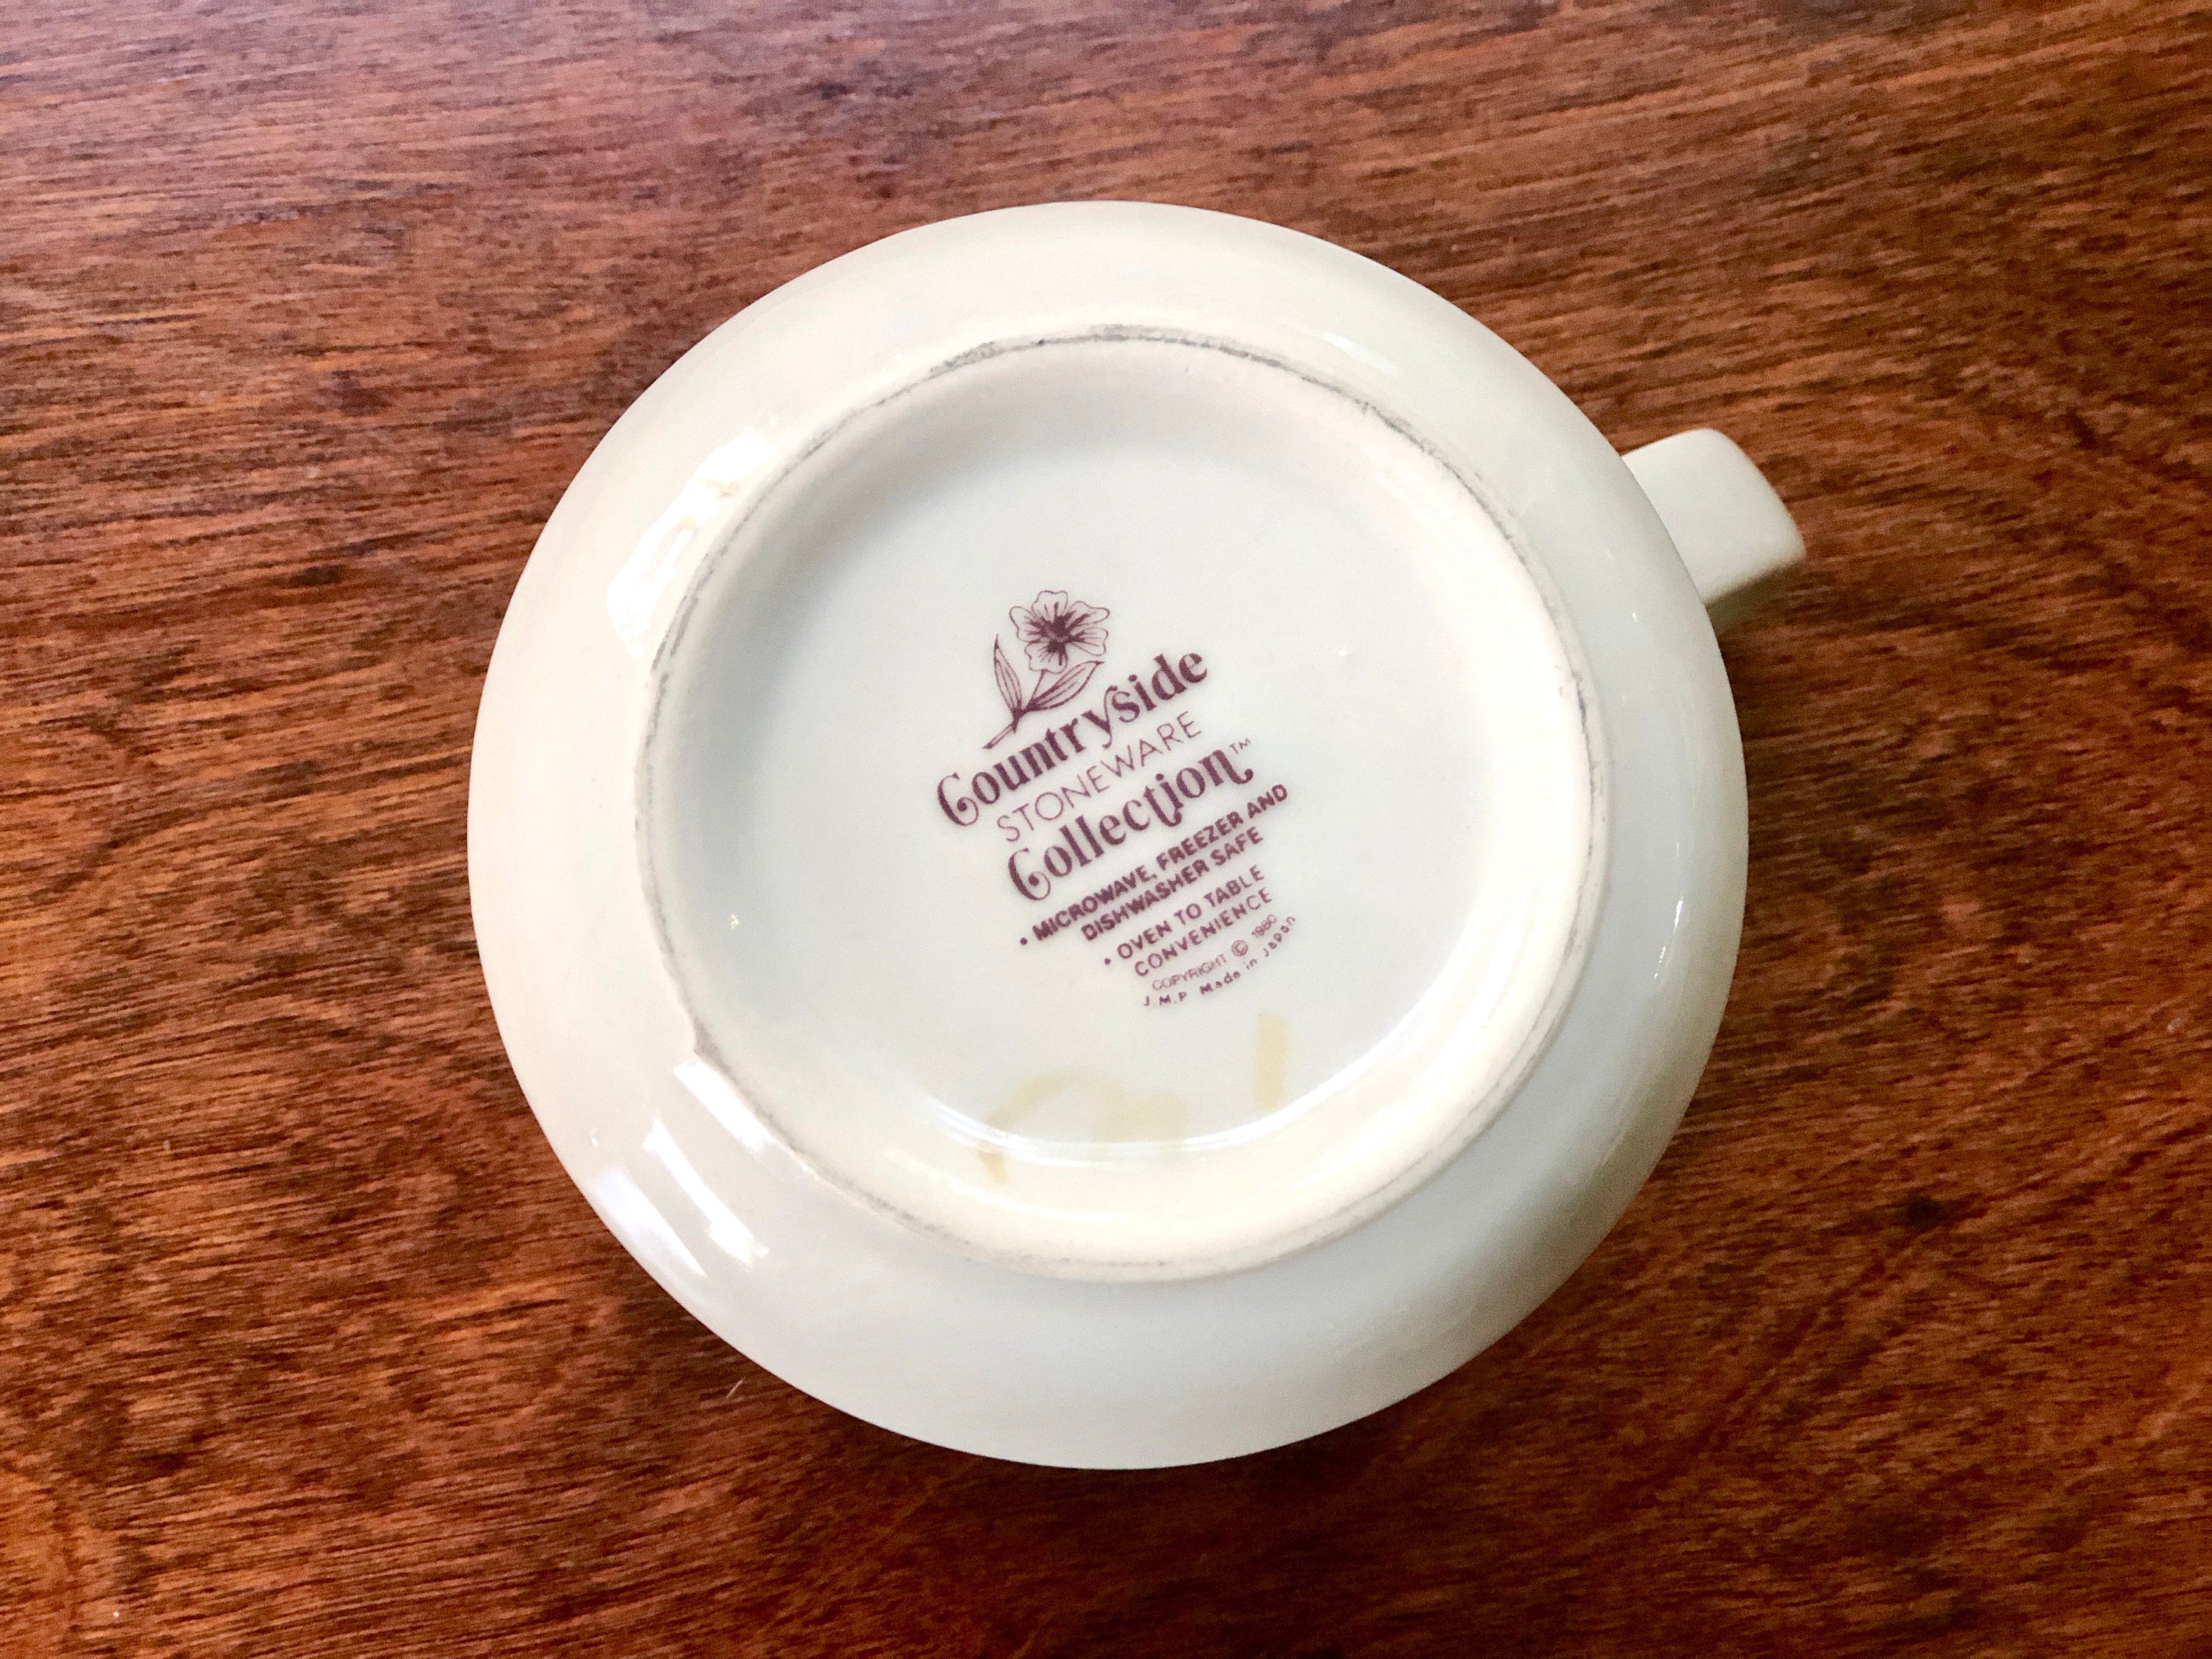 Countryside
STONEWARE
Collection™
• MICROWAVE, FREEZER AND
DISHWASHER SAFE
• OVEN TO TABLE
CONVENIENCE
COPYRIGHT © 1980
J.M.P Made in Japan